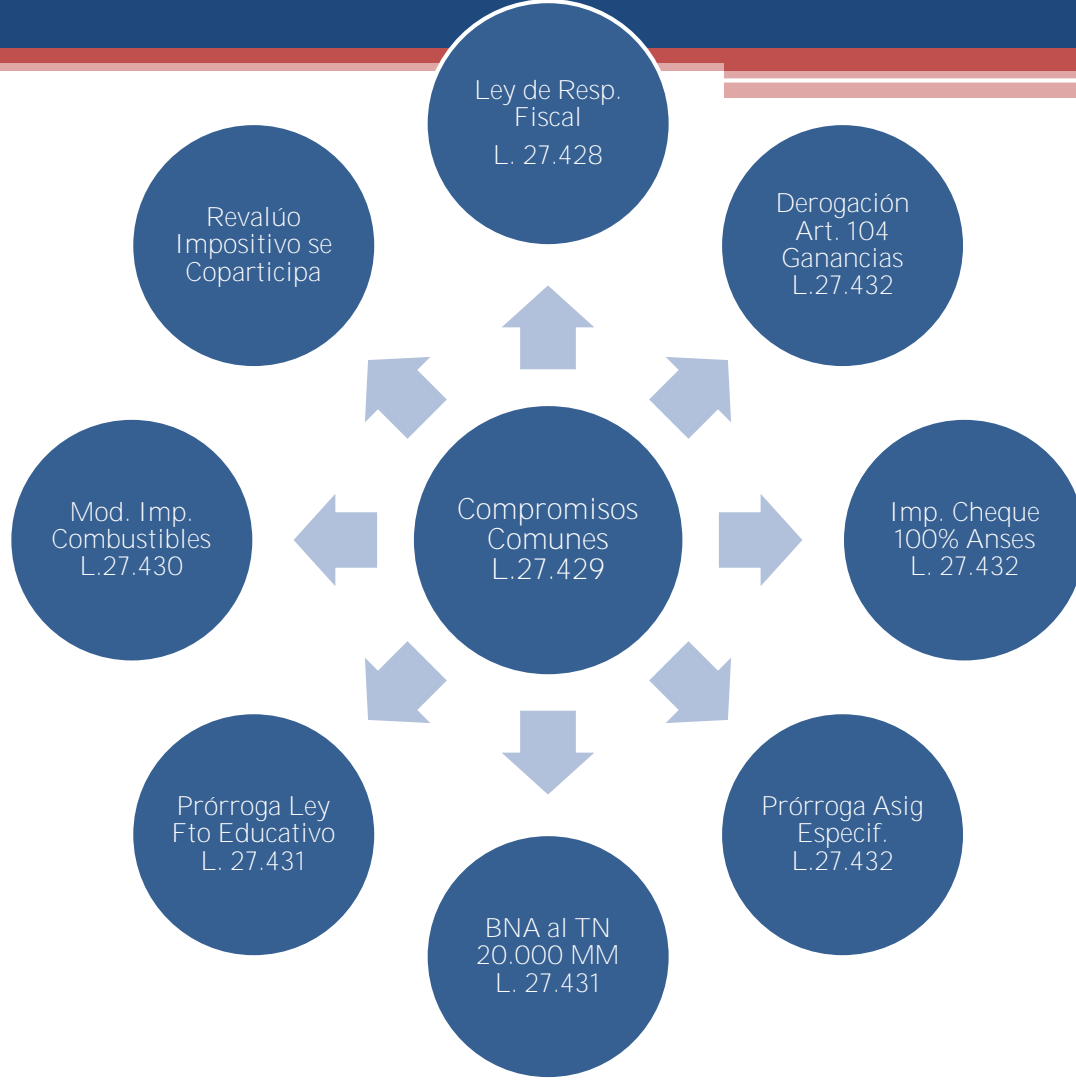 Ley de Resp.
Fiscal
L. 27.428
Derogación
Art. 104
Ganancias
L.27.432
Imp. Cheque
100% Anses
L. 27.432
Prórroga Asig
Especif.
L.27.432
BNA al TN
20.000 MM
L. 27.431
Prórroga Ley
Fto Educativo
L. 27.431
Mod. Imp.
Combustibles
L.27.430
Revalúo
Impositivo se
Coparticipa
Compromisos
Comunes
L.27.429